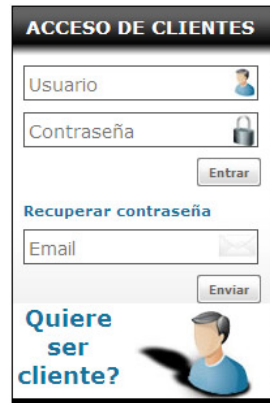 ACCESO DE CLIENTES
Usuario
Contraseña
Entrar
Recuperar contraseña
Email
Enviar
Quiere
ser
cliente?